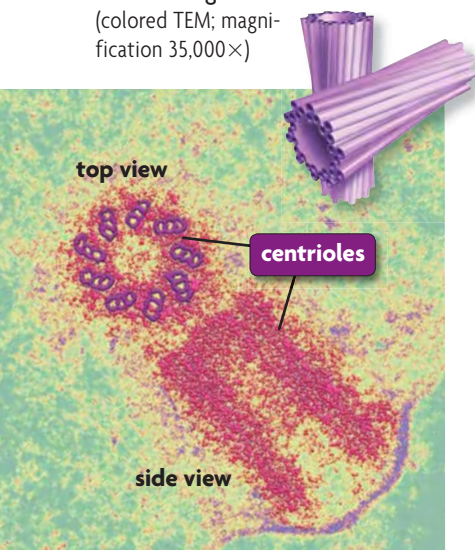 (colored TEM; magni-
fication 35,000×)
top view
centrioles
side view